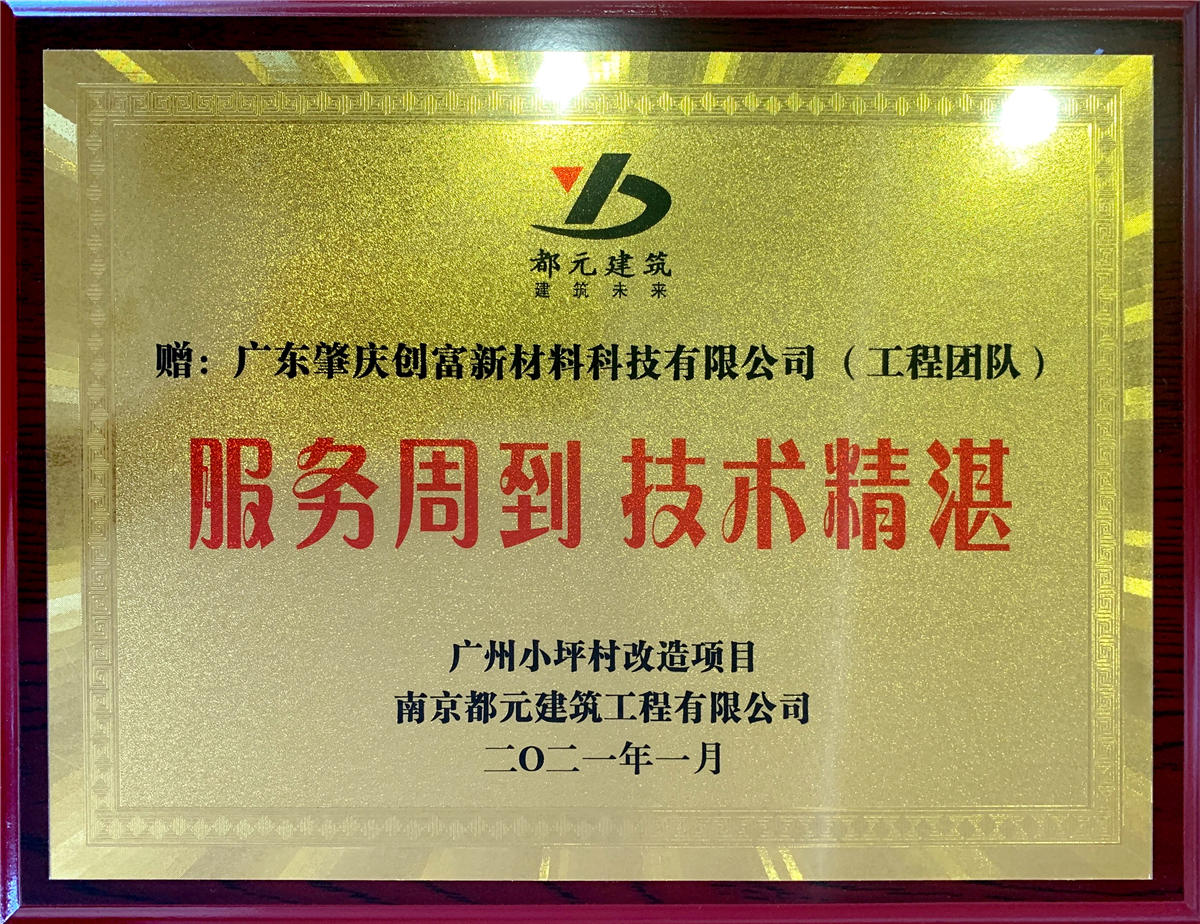 都元建筑
建筑未来
赠：广东肇庆创富新材料科技有限公司（工程团队）
服务周到 技术精湛
广州小坪村改造项目
南京都元建筑工程有限公司
二O二一年一月